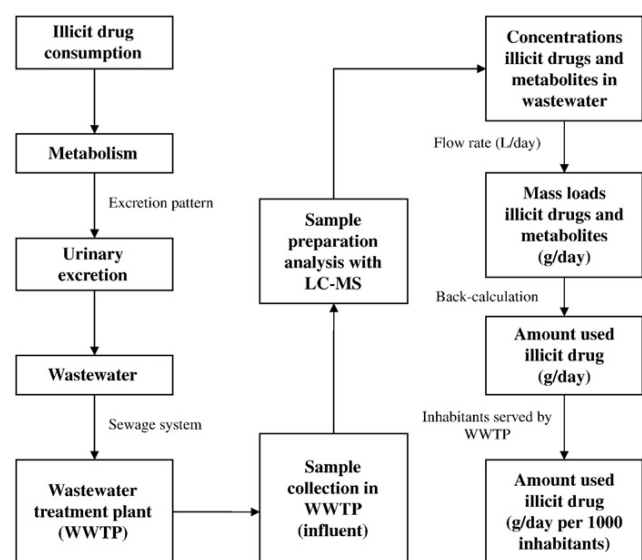 Illicit drug
consumption
Metabolism
Excretion pattern
Urinary
excretion
Wastewater
Sewage system
Wastewater
treatment plant
(WWTP)
Sample
collection in
WWTP
(influent)
Sample
preparation
analysis with
LC-MS
Concentrations
illicit drugs and
metabolites in
wastewater
Flow rate (L/day)
Mass loads
illicit drugs and
metabolites
(g/day)
Back-calculation
Amount used
illicit drug
(g/day)
Inhabitants served by
WWTP
Amount used
illicit drug
(g/day per 1000
inhabitants)